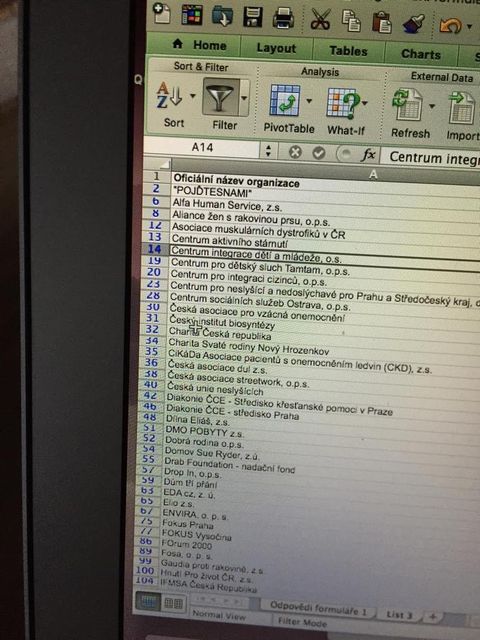 Home Layout Tables Charts
Sort & Filter Analysis External Data
Sort Filter PivotTable What-If Refresh Import
A14 fx Centrum integr
A
1 Oficiální název organizace
2 "POJĎTESNAMI"
6 Alfa Human Service, z.s.
8 Aliance žen s rakovinou prsu, o.p.s.
12 Asociace muskulárních dystrofiků v ČR
13 Centrum aktivního stárnutí
14 Centrum integrace dětí a mládeže, o.s.
19 Centrum pro dětský sluch Tamtam, o.p.s.
20 Centrum pro integraci cizinců, o.p.s.
23 Centrum pro neslyšící a nedoslýchavé pro Prahu a Středočeský kraj,
28 Centrum sociálních služeb Ostrava, o.p.s.
30 Česká asociace pro vzácná onemocnění
31 Český institut biosyntézy
32 Charita Česká republika
34 Charita Svaté rodiny Nový Hrozenkov
35 CiKáDa Asociace pacientů s onemocněním ledvin (CKD), z.s.
36 Česká asociace dul z.s.
38 Česká asociace streetwork, o.p.s.
40 Česká unie neslyšících
42 Diakonie ČCE - Středisko křesťanské pomoci v Praze
46 Diakonie ČCE - středisko Praha
48 Dílna Eliáš, z.s.
51 DMO POBYTY z.s.
52 Dobrá rodina o.p.s.
54 Domov Sue Ryder, z.ú.
55 Drab Foundation - nadační fond
57 Drop In, o.p.s.
59 Dům tří přání
63 EDA cz, z. ú.
65 Elio z.s.
67 ENVIRA, o. p. s.
75 Fokus Praha
77 FOKUS Vysočina
86 FOrum 2000
89 Fosa, o. p. s.
99 Gaudia proti rakovině, z.s.
100 Hnutí Pro život ČR, z.s.
104 IFMSA Česká Republika
Odpovědi formuláře 1 List 3 +
Normal View Filter Mode